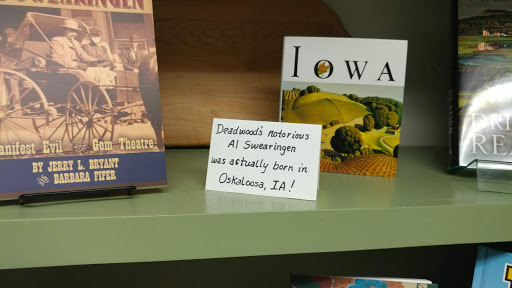 Manifest Evil
Gem Theatre
BY JERRY L. BRYANT
AND BARBARA FIFER
IOWA
Deadwood's notorious
Al Swearingen
was actually born in
Oskaloosa, IA!